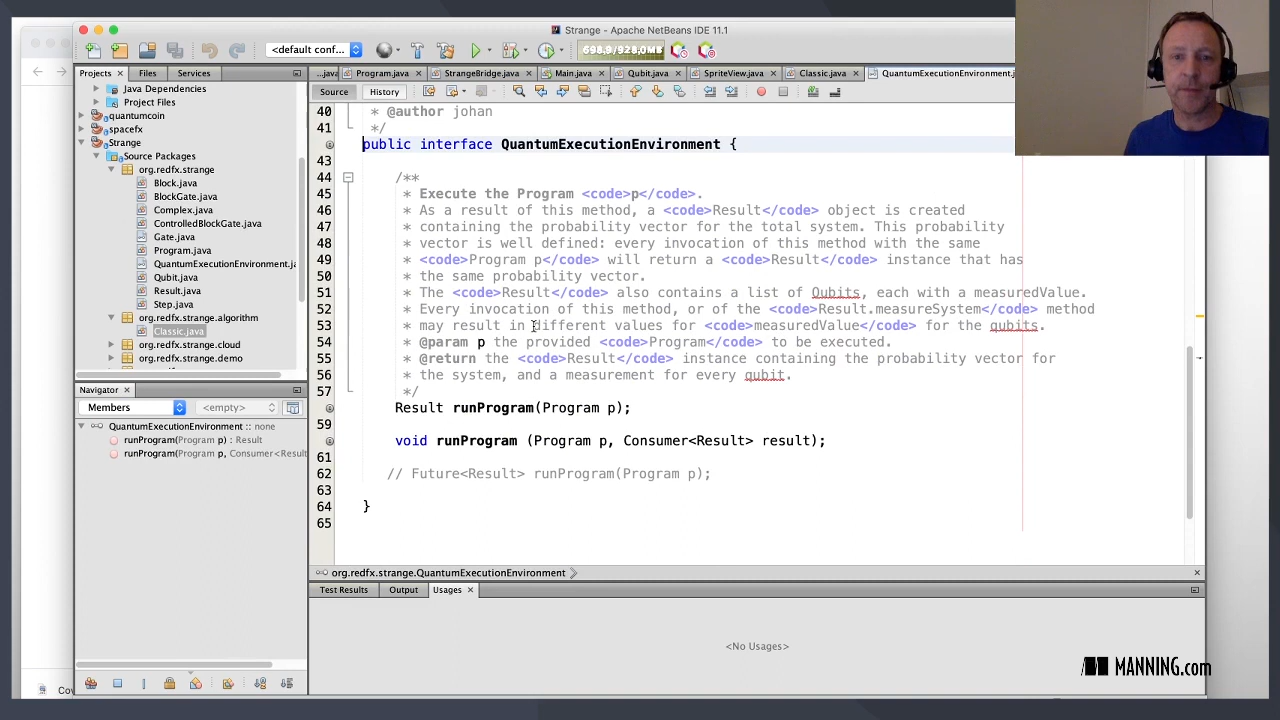 Strange - Apache NetBeans IDE 11.1
<default conf...
698,9/928,0MB
Projects
Files
Services
...java
Program.java
StrangeBridge.java
Main.java
Qubit.java
SpriteView.java
Classic.java
QuantumExecutionEnvironment.j
Source
History
Java Dependencies
Project Files
quantumcoin
spacefx
Strange
Source Packages
org.redfx.strange
Block.java
BlockGate.java
Complex.java
ControlledBlockGate.java
Gate.java
Program.java
QuantumExecutionEnvironment.ja
Qubit.java
Result.java
Step.java
org.redfx.strange.algorithm
Classic.java
org.redfx.strange.cloud
org.redfx.strange.demo
40 * @author johan
41 */
public interface QuantumExecutionEnvironment {
43
44 /**
45 * Execute the Program <code>p</code>.
46 * As a result of this method, a <code>Result</code> object is created
47 * containing the probability vector for the total system. This probability
48 * vector is well defined: every invocation of this method with the same
49 * <code>Program p</code> will return a <code>Result</code> instance that has
50 * the same probability vector.
51 * The <code>Result</code> also contains a list of Qubits, each with a measuredValue.
52 * Every invocation of this method, or of the <code>Result.measureSystem</code> method
53 * may result in different values for <code>measuredValue</code> for the qubits.
54 * @param p the provided <code>Program</code> to be executed.
55 * @return the <code>Result</code> instance containing the probability vector for
56 * the system, and a measurement for every qubit.
57 */
Result runProgram(Program p);
59
void runProgram (Program p, Consumer<Result> result);
61
62 // Future<Result> runProgram(Program p);
63
64 }
65
Navigator
Members
<empty>
QuantumExecutionEnvironment :: none
runProgram(Program p) : Result
runProgram(Program p, Consumer<Result
org.redfx.strange.QuantumExecutionEnvironment
Test Results
Output
Usages
<No Usages>
Cov
MANNING.com